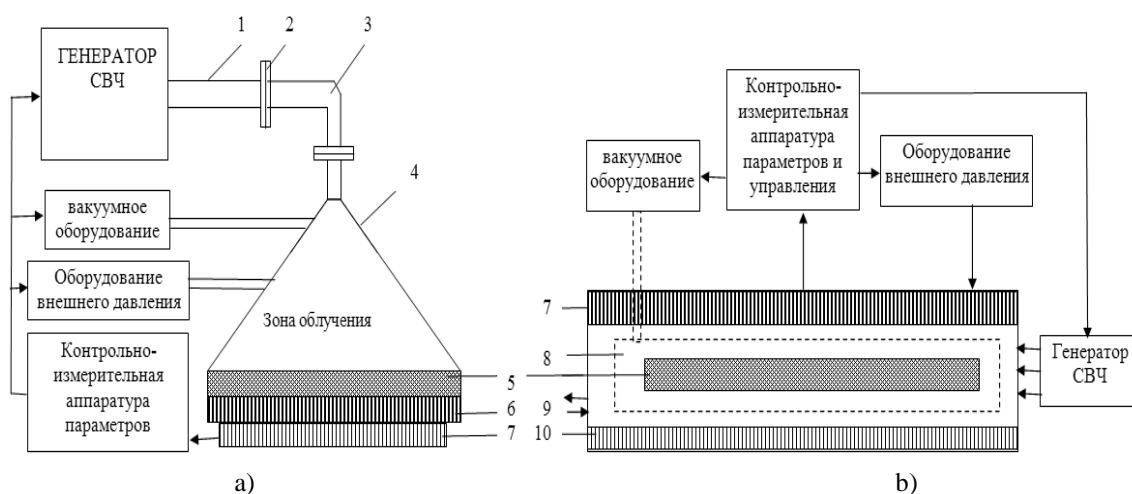 ГЕНЕРАТОР
СВЧ
1
2
3
4
вакуумное
оборудование
Оборудование
внешнего давления
Зона облучения
Контрольно-
измерительная
аппаратура
параметров
5
6
7
а)
Контрольно-
измерительная
аппаратура
параметров и
управления
вакуумное
оборудование
Оборудование
внешнего давления
7
8
9
10
Генератор
СВЧ
b)